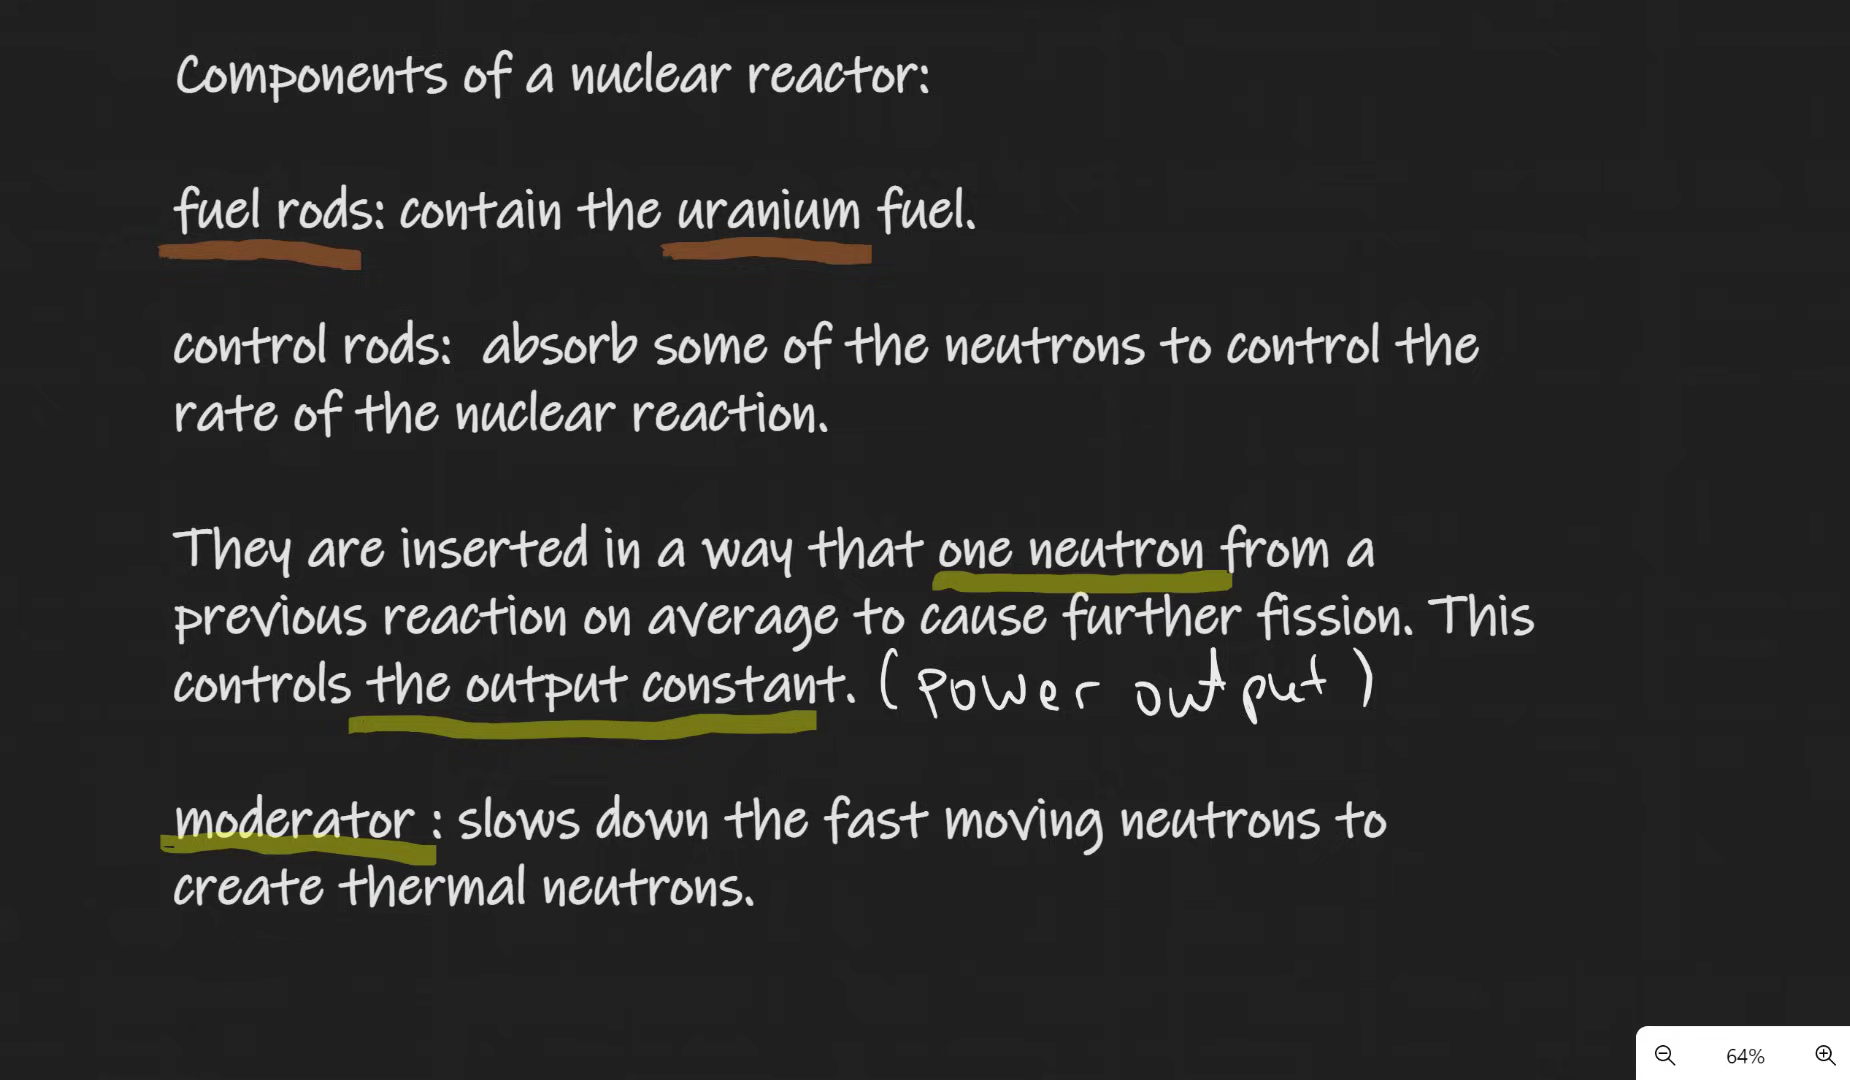 Components of a nuclear reactor:
fuel rods: contain the uranium fuel.
control rods:  absorb some of the neutrons to control the
rate of the nuclear reaction.
They are inserted in a way that one neutron from a
previous reaction on average to cause further fission. This
controls the output constant. (Power output)
moderator : slows down the fast moving neutrons to
create thermal neutrons.
64%